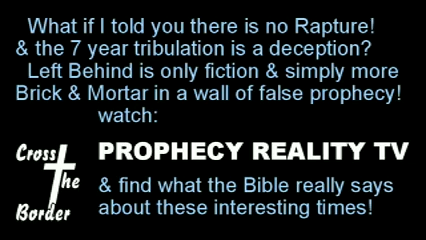 What if I told you there is no Rapture!
& the 7 year tribulation is a deception?
Left Behind is only fiction & simply more
Brick & Mortar in a wall of false prophecy!
watch:
Cross
The
Border
PROPHECY REALITY TV
& find what the Bible really says
about these interesting times!